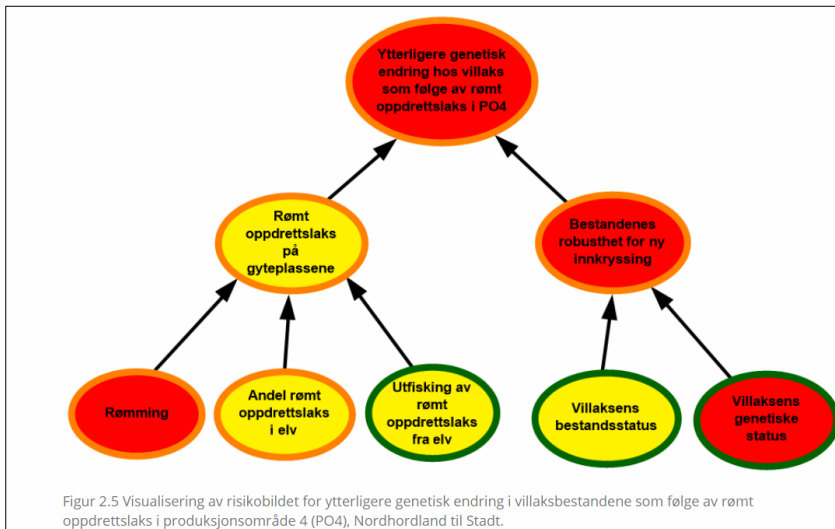 Ytterligere genetisk
endring hos villaks
som følge av rømt
oppdrettslaks i PO4
Rømt
oppdrettslaks
på
gyteplassene
Bestandenes
robusthet for ny
innkryssing
Rømming
Andel rømt
oppdrettslaks
i elv
Utfisking av
rømt
oppdrettslaks
fra elv
Villaksens
bestandsstatus
Villaksens
genetiske
status
Figur 2.5 Visualisering av risikobildet for ytterligere genetisk endring i villaksbestandene som følge av rømt
oppdrettslaks i produksjonsområde 4 (PO4), Nordhordland til Stadt.